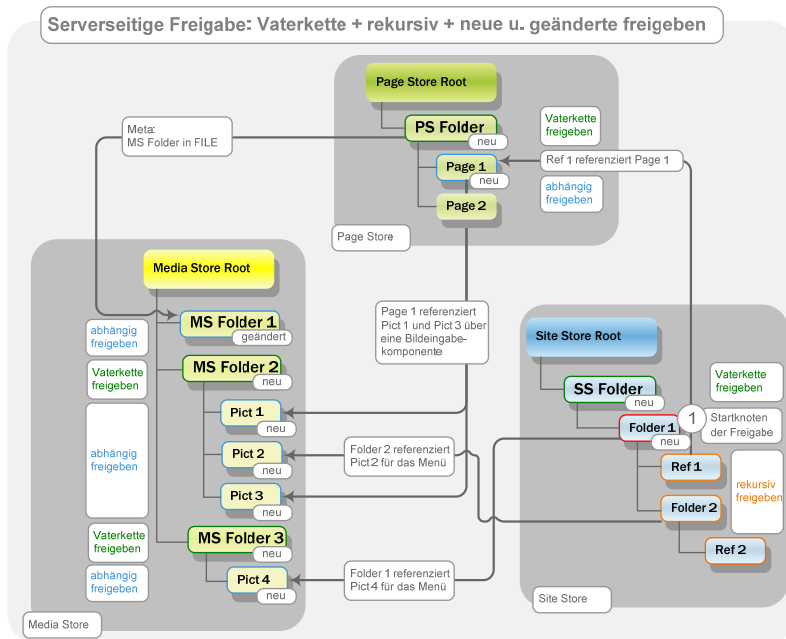 Serverseitige Freigabe: Vaterkette + rekursiv + neue u. geänderte freigeben
Page Store Root
PS Folder
neu
Page 1
neu
Page 2
Page Store
Vaterkette
freigeben
Ref 1 referenziert Page 1
abhängig
freigeben
Meta:
MS Folder in FILE
Media Store Root
MS Folder 1
geändert
MS Folder 2
neu
Pict 1
neu
Pict 2
neu
Pict 3
neu
MS Folder 3
neu
Pict 4
neu
Media Store
abhängig
freigeben
Vaterkette
freigeben
abhängig
freigeben
Vaterkette
freigeben
abhängig
freigeben
Page 1 referenziert
Pict 1 und Pict 3 über
eine Bildeingabe-
komponente
Folder 2 referenziert
Pict 2 für das Menü
Folder 1 referenziert
Pict 4 für das Menü
Site Store Root
SS Folder
neu
Folder 1
neu
1
Ref 1
Folder 2
Ref 2
Site Store
Vaterkette
freigeben
Startknoten
der Freigabe
rekursiv
freigeben